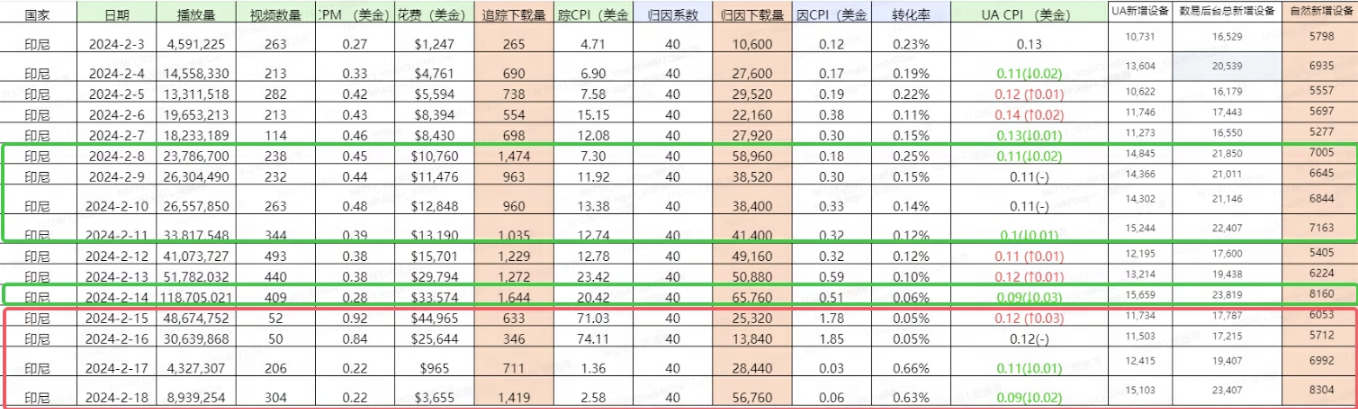 国家 日期 播放量 视频数量 CPM （美金） 花费（美金） 追踪下载量 踪CPI（美金 归因系数 归因下载量 因CPI（美金 转化率 UA CPI （美金） UA新增设备 数易后台总新增设备 自然新增设备
印尼 2024-2-3 4,591,225 263 0.27 $1,247 265 4.71 40 10,600 0.12 0.23% 0.13 10,731 16,529 5798
印尼 2024-2-4 14,558,330 213 0.33 $4,761 690 6.90 40 27,600 0.17 0.19% 0.11(↓0.02) 13,604 20,539 6935
印尼 2024-2-5 13,311,518 282 0.42 $5,594 738 7.58 40 29,520 0.19 0.22% 0.12 (↑0.01) 10,622 16,179 5557
印尼 2024-2-6 19,653,213 213 0.43 $8,394 554 15.15 40 22,160 0.38 0.11% 0.14 (↑0.02) 11,746 17,443 5697
印尼 2024-2-7 18,233,189 114 0.46 $8,430 698 12.08 40 27,920 0.30 0.15% 0.13(↓0.01) 11,273 16,550 5277
印尼 2024-2-8 23,786,700 238 0.45 $10,760 1,474 7.30 40 58,960 0.18 0.25% 0.11(↓0.02) 14,845 21,850 7005
印尼 2024-2-9 26,304,490 232 0.44 $11,476 963 11.92 40 38,520 0.30 0.15% 0.11(-) 14,366 21,011 6645
印尼 2024-2-10 26,557,850 263 0.48 $12,848 960 13.38 40 38,400 0.33 0.14% 0.11(-) 14,302 21,146 6844
印尼 2024-2-11 33,817,548 344 0.39 $13,190 1,035 12.74 40 41,400 0.32 0.12% 0.1(↓0.01) 15,244 22,407 7163
印尼 2024-2-12 41,073,727 493 0.38 $15,701 1,229 12.78 40 49,160 0.32 0.12% 0.11 (↑0.01) 12,195 17,600 5405
印尼 2024-2-13 51,782,032 440 0.38 $29,794 1,272 23.42 40 50,880 0.59 0.10% 0.12 (↑0.01) 13,214 19,438 6224
印尼 2024-2-14 118,705,021 409 0.28 $33,574 1,644 20.42 40 65,760 0.51 0.06% 0.09(↓0.03) 15,659 23,819 8160
印尼 2024-2-15 48,674,752 52 0.92 $44,965 633 71.03 40 25,320 1.78 0.05% 0.12 (↑0.03) 11,734 17,787 6053
印尼 2024-2-16 30,639,868 50 0.84 $25,644 346 74.11 40 13,840 1.85 0.05% 0.12(-) 11,503 17,215 5712
印尼 2024-2-17 4,327,307 206 0.22 $965 711 1.36 40 28,440 0.03 0.66% 0.11(↓0.01) 12,415 19,407 6992
印尼 2024-2-18 8,939,254 304 0.22 $3,655 1,419 2.58 40 56,760 0.06 0.63% 0.09(↓0.02) 15,103 23,407 8304